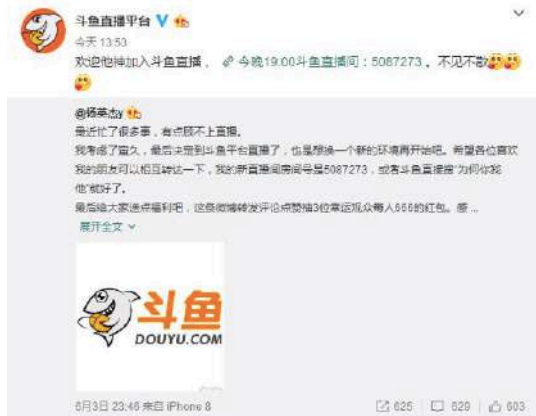 斗鱼直播平台
今天 13:53
欢迎他神加入斗鱼直播， 今晚19:00斗鱼直播间：5087273 。不见不散
@杨英杰y
最近忙了很多事，有点顾不上直播。
我考虑了蛮久，最后决定到斗鱼平台直播了，也是想换一个新的环境再开始吧。希望各位喜欢
我的朋友可以相互转达一下，我的新直播间房间号是5087273，或者斗鱼直接搜“为何你我
他”就好了。
最后给大家送点福利吧，这条微博转发评论点赞抽3位幸运观众每人666的红包。感 ...
展开全文
斗鱼
DOUYU.COM
6月3日 23:46 来自 iPhone 8
625 829 603